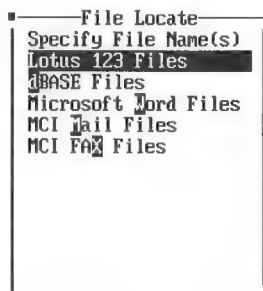 File Locate
Specify File Name(s)
Lotus 123 Files
dBASE Files
Microsoft Word Files
MCI Mail Files
MCI FAX Files